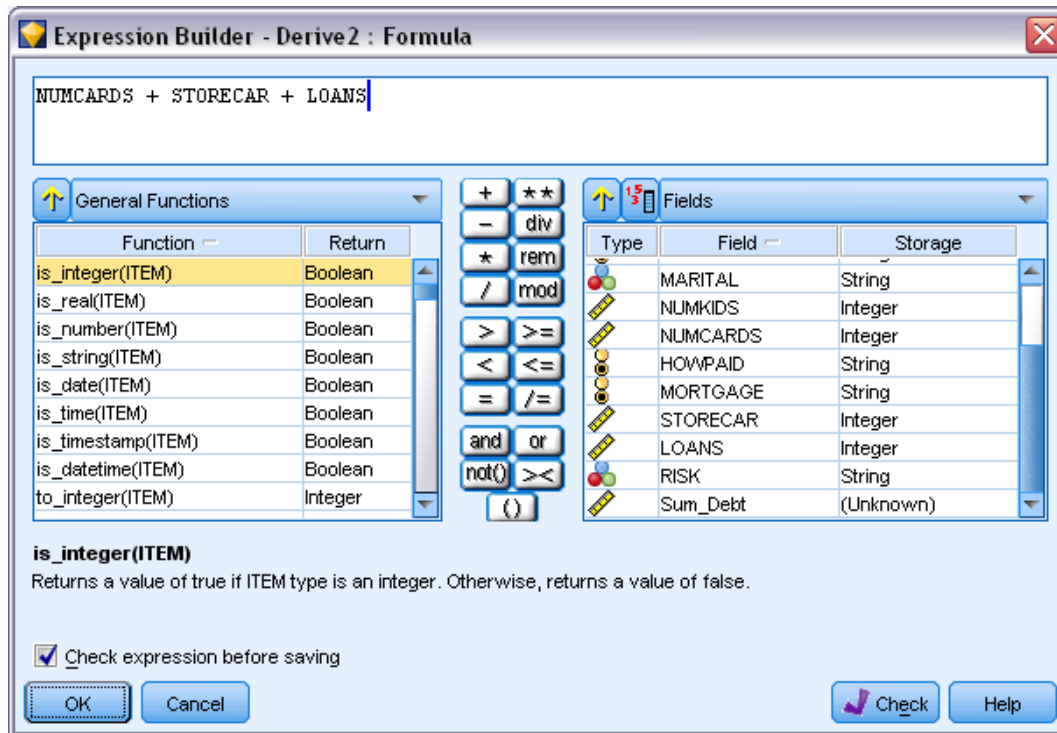 Expression Builder - Derive2 : Formula
NUMCARDS + STORECAR + LOANS
General Functions
Function Return
is_integer(ITEM) Boolean
is_real(ITEM) Boolean
is_number(ITEM) Boolean
is_string(ITEM) Boolean
is_date(ITEM) Boolean
is_time(ITEM) Boolean
is_timestamp(ITEM) Boolean
is_datetime(ITEM) Boolean
to_integer(ITEM) Integer
+ **
- div
* rem
/ mod
> >=
< <=
= /=
and or
not() ><
()
Fields
Type Field Storage
MARITAL String
NUMKIDS Integer
NUMCARDS Integer
HOWPAID String
MORTGAGE String
STORECAR Integer
LOANS Integer
RISK String
Sum_Debt (Unknown)
is_integer(ITEM)
Returns a value of true if ITEM type is an integer. Otherwise, returns a value of false.
Check expression before saving
OK Cancel Check Help